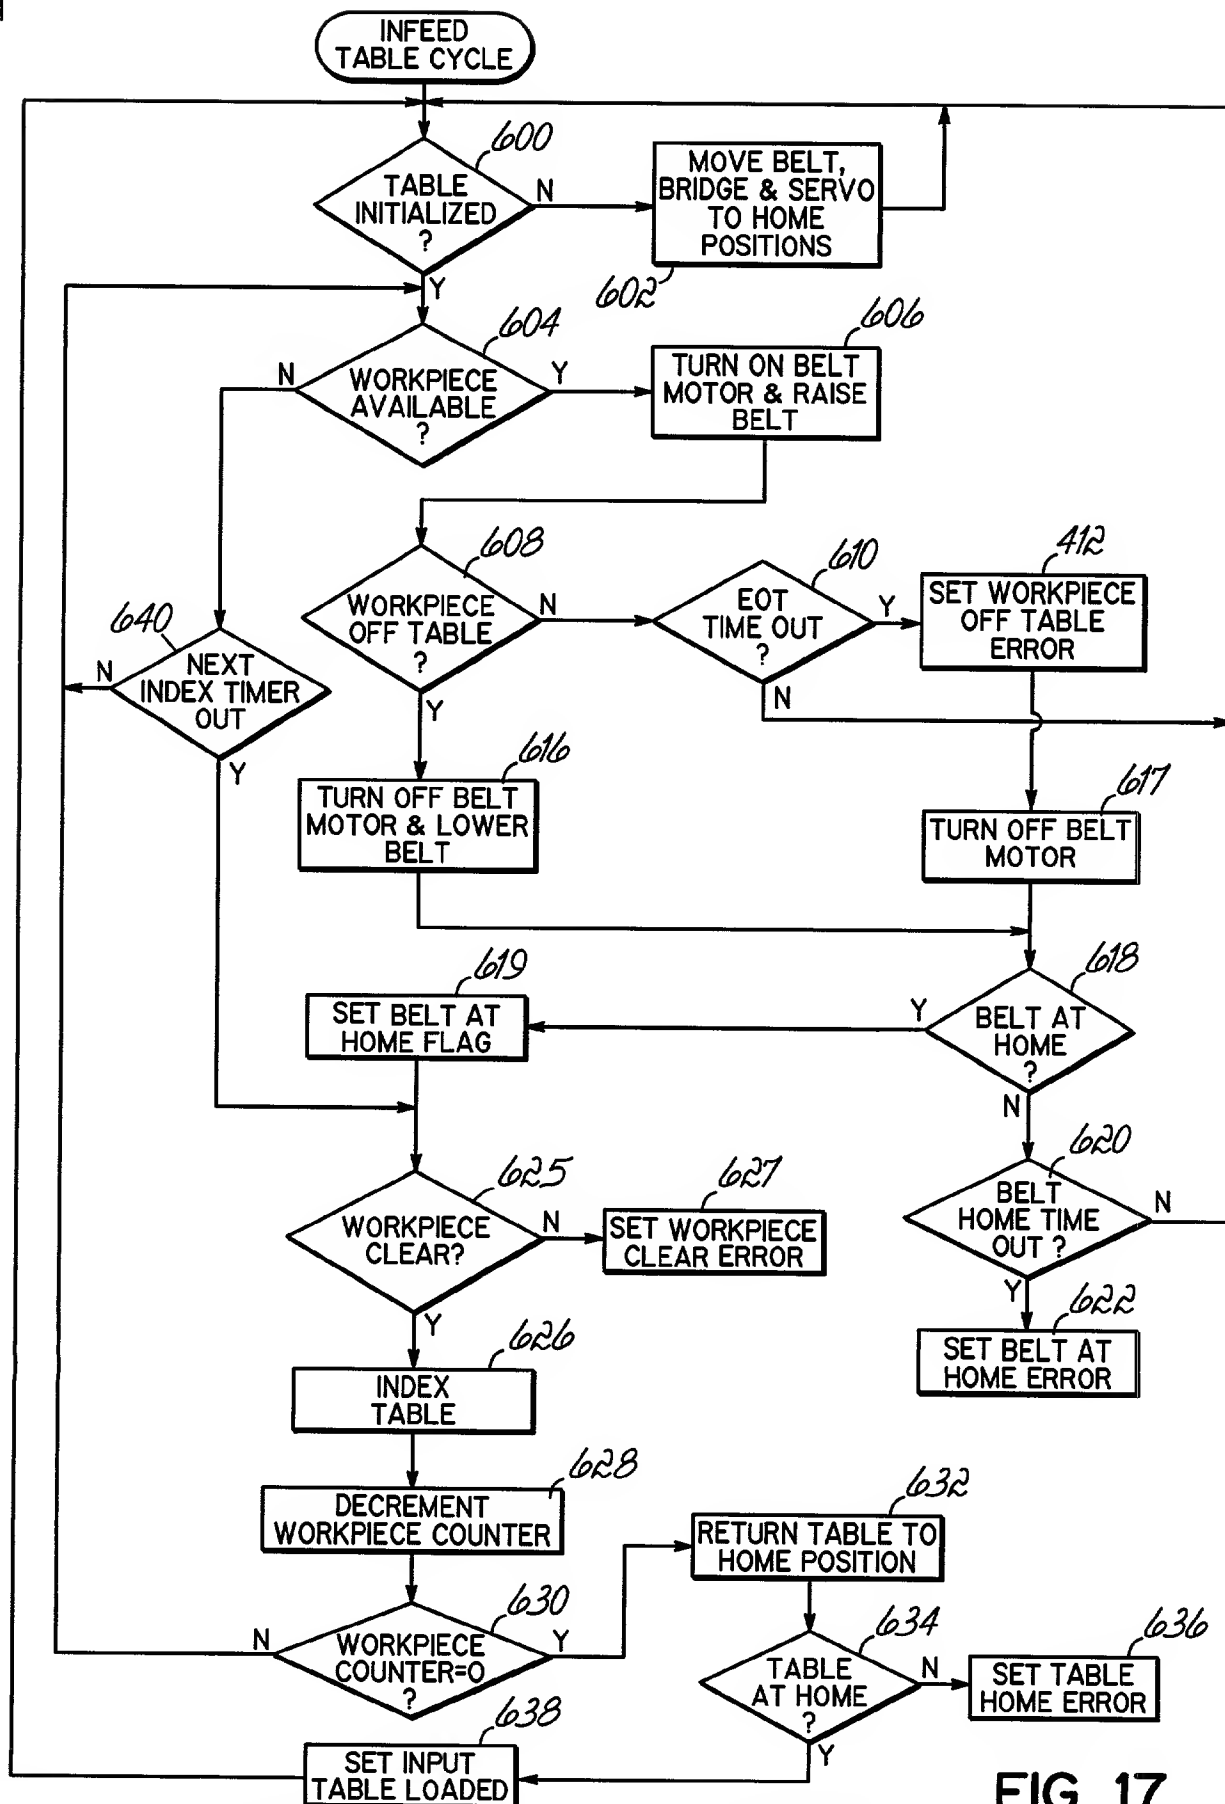 INFEED
TABLE CYCLE
600
TABLE
INITIALIZED
?
N
Y
MOVE BELT,
BRIDGE & SERVO
TO HOME
POSITIONS
602
604
WORKPIECE
AVAILABLE
?
N
Y
606
TURN ON BELT
MOTOR & RAISE
BELT
608
WORKPIECE
OFF TABLE
?
N
Y
610
EOT
TIME OUT
?
Y
N
412
SET WORKPIECE
OFF TABLE
ERROR
640
NEXT
INDEX TIMER
OUT
N
Y
616
TURN OFF BELT
MOTOR & LOWER
BELT
617
TURN OFF BELT
MOTOR
618
BELT AT
HOME
?
Y
N
619
SET BELT AT
HOME FLAG
620
BELT
HOME TIME
OUT ?
N
Y
622
SET BELT AT
HOME ERROR
625
WORKPIECE
CLEAR?
N
Y
627
SET WORKPIECE
CLEAR ERROR
626
INDEX
TABLE
628
DECREMENT
WORKPIECE COUNTER
630
WORKPIECE
COUNTER=0
?
N
Y
632
RETURN TABLE TO
HOME POSITION
634
TABLE
AT HOME
?
N
Y
636
SET TABLE
HOME ERROR
638
SET INPUT
TABLE LOADED
FIG. 17